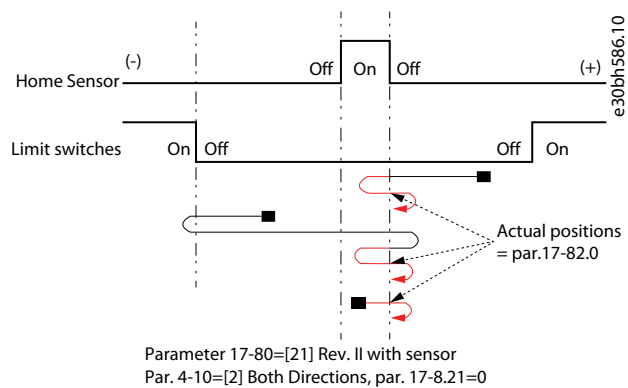 (-)
Off
On
Off
(+)
Home Sensor
Limit switches
On
Off
Off
On
Actual positions
= par.17-82.0
Parameter 17-80=[21] Rev. II with sensor
Par. 4-10=[2] Both Directions, par. 17-8.21=0
e30bh586.10